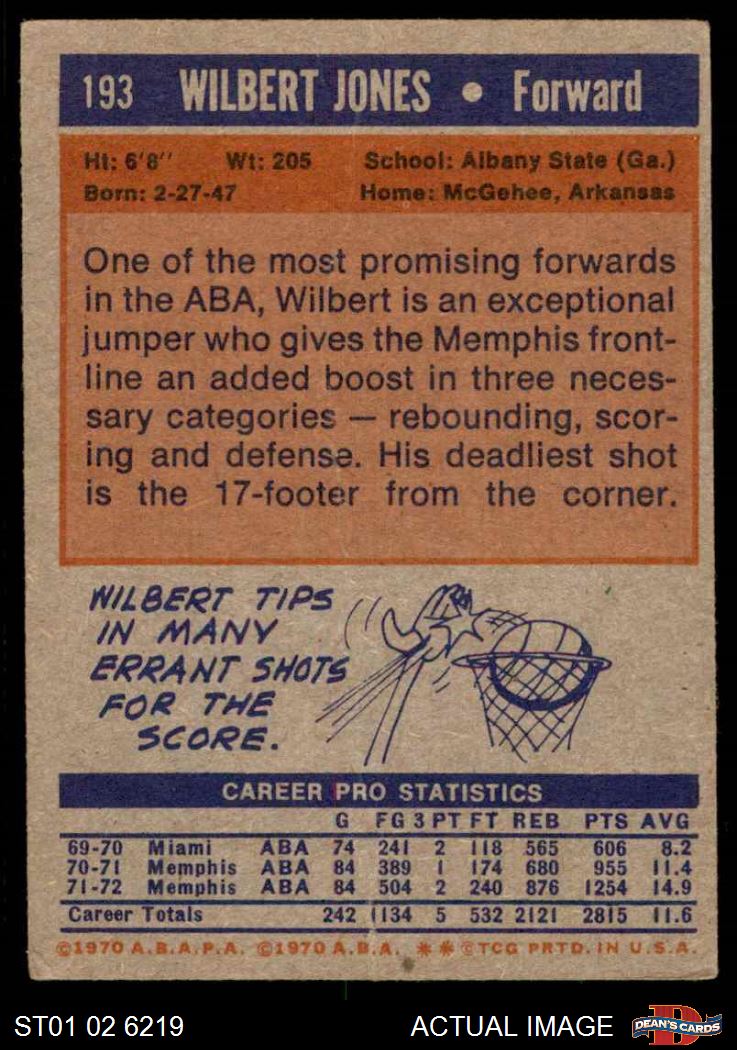 193 WILBERT JONES • Forward
Ht: 6'8'' Wt: 205 School: Albany State (Ga.)
Born: 2-27-47 Home: McGehee, Arkansas
One of the most promising forwards
in the ABA, Wilbert is an exceptional
jumper who gives the Memphis front-
line an added boost in three neces-
sary categories — rebounding, scor-
ing and defense. His deadliest shot
is the 17-footer from the corner.
WILBERT TIPS
IN MANY
ERRANT SHOTS
FOR THE
SCORE.
CAREER PRO STATISTICS
G FG 3 PT FT REB PTS AVG
69-70 Miami ABA 74 241 2 118 565 606 8.2
70-71 Memphis ABA 84 389 1 174 680 955 11.4
71-72 Memphis ABA 84 504 2 240 876 1254 14.9
Career Totals 242 1134 5 532 2121 2815 11.6
©1970 A.B.A.P.A. ©1970 A.B.A. ** ©TCG PRTD. IN U.S.A.
ST01 02 6219 ACTUAL IMAGE DEAN'S CARDS